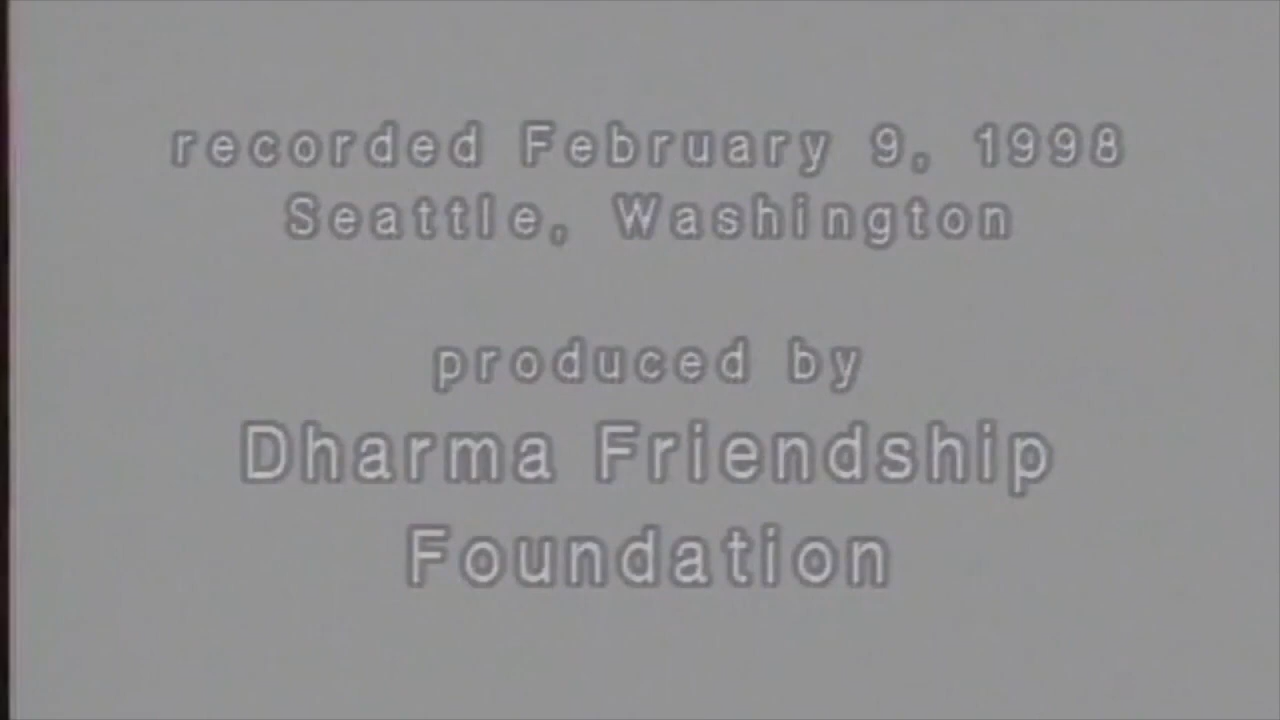 recorded February 9, 1998
Seattle, Washington
produced by
Dharma Friendship
Foundation